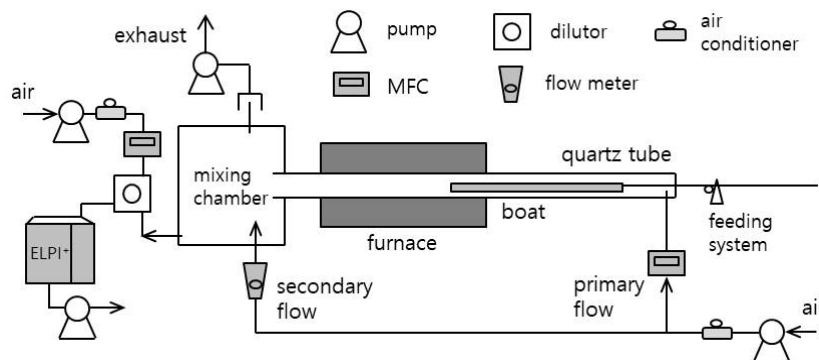 exhaust
pump
dilutor
air
conditioner
MFC
flow meter
air
mixing
chamber
quartz tube
boat
furnace
feeding
system
ELPI⁺
secondary
flow
primary
flow
ai